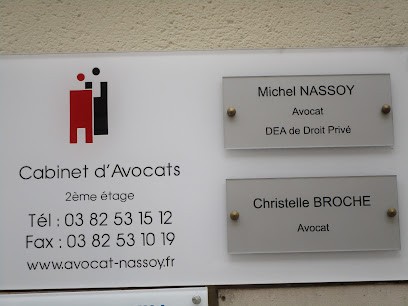 Cabinet d'Avocats
2ème étage
Tél : 03 82 53 15 12
Fax : 03 82 53 10 19
www.avocat-nassoy.fr
Michel NASSOY
Avocat
DEA de Droit Privé
Christelle BROCHE
Avocat